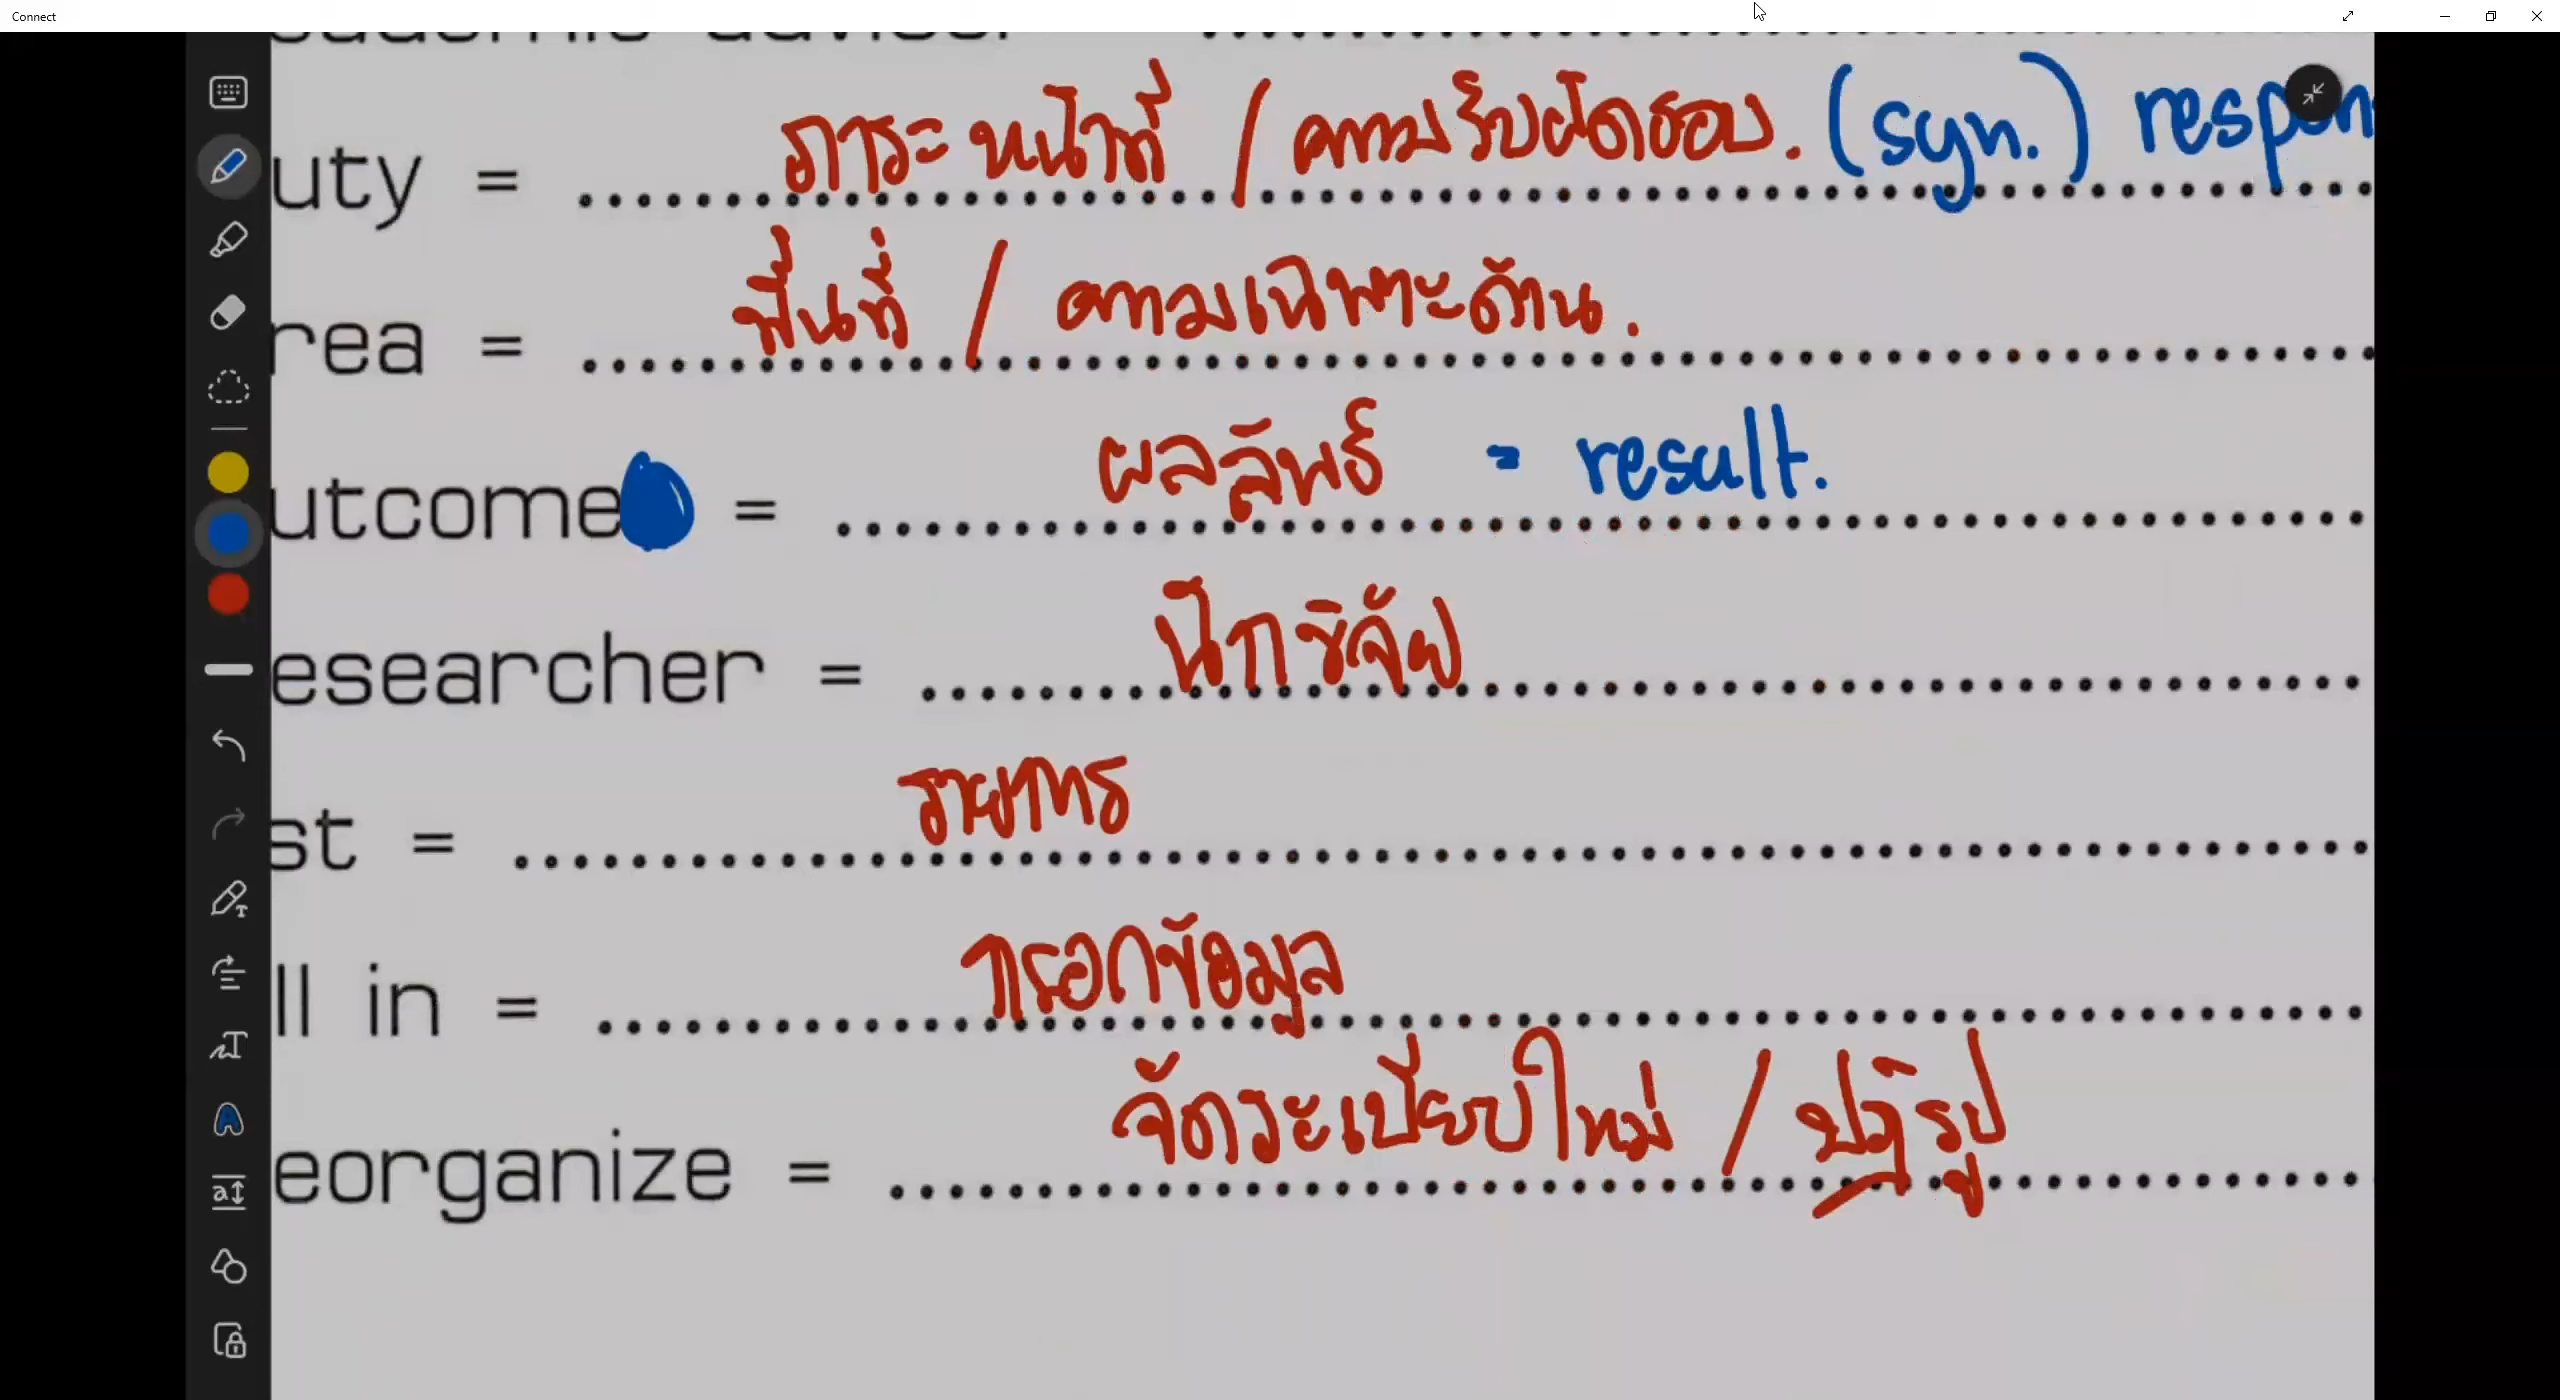 Connect
uty = ภาระหน้าที่ / ความรับผิดชอบ. (syn.) respon
rea = พื้นที่ / ความเฉพาะด้าน.
utcome = ผลลัพธ์ = result.
esearcher = นักวิจัย
st = รายการ
ll in = กรอกข้อมูล
eorganize = จัดระเบียบใหม่ / ปฏิรูป